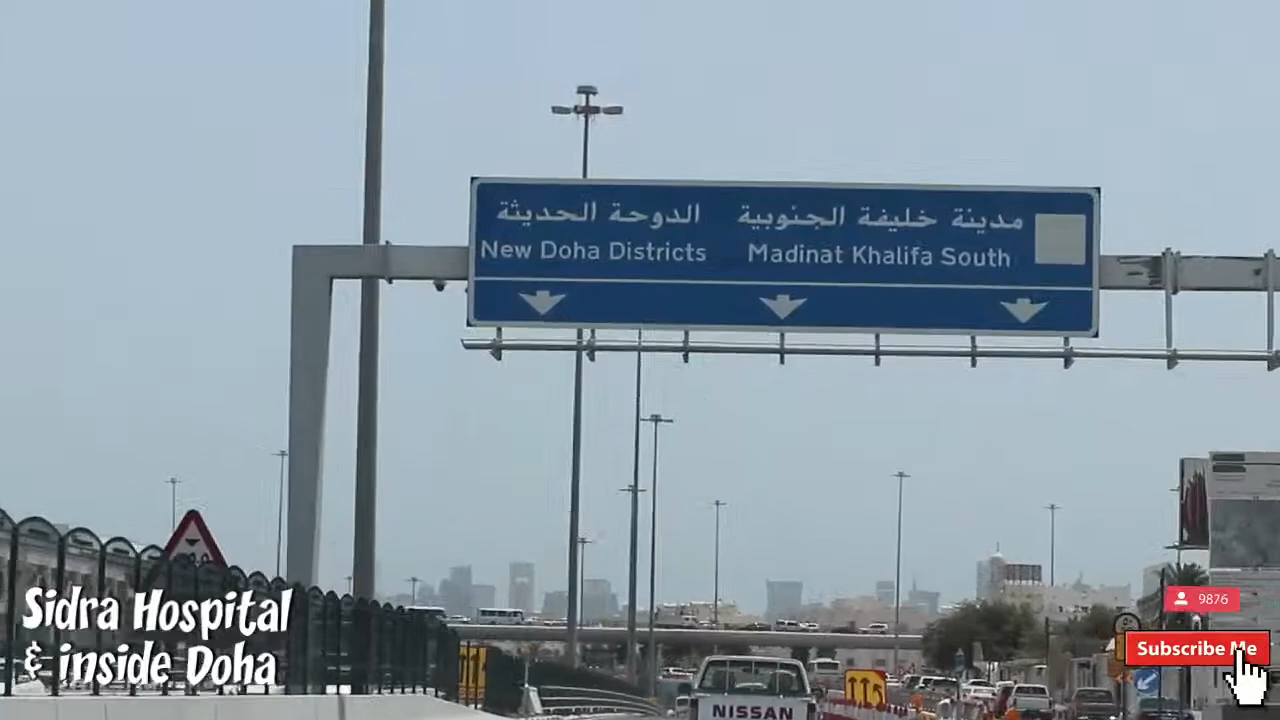 الدوحة الحديثة
New Doha Districts
مدينة خليفة الجنوبية
Madinat Khalifa South
Sidra Hospital
& inside Doha
9876
Subscribe Me
NISSAN